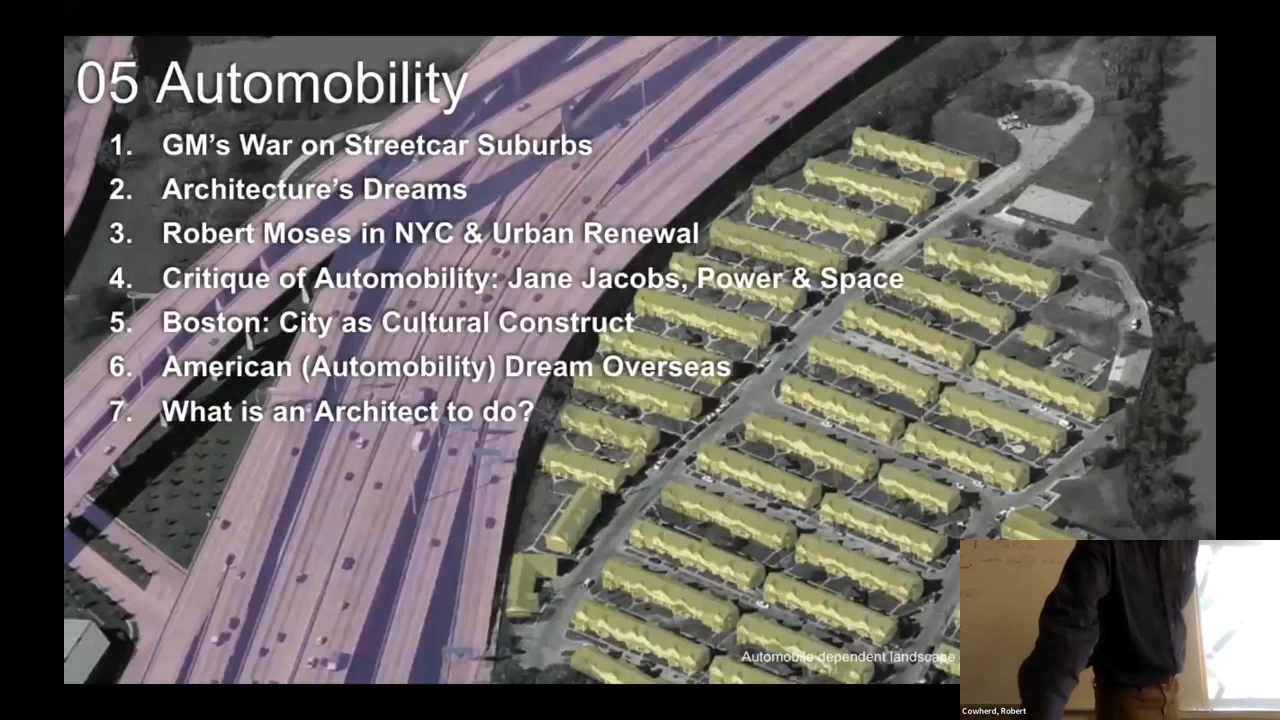 05 Automobility
1. GM's War on Streetcar Suburbs
2. Architecture's Dreams
3. Robert Moses in NYC & Urban Renewal
4. Critique of Automobility: Jane Jacobs, Power & Space
5. Boston: City as Cultural Construct
6. American (Automobility) Dream Overseas
7. What is an Architect to do?
Automobile dependent landscape
Cowherd, Robert